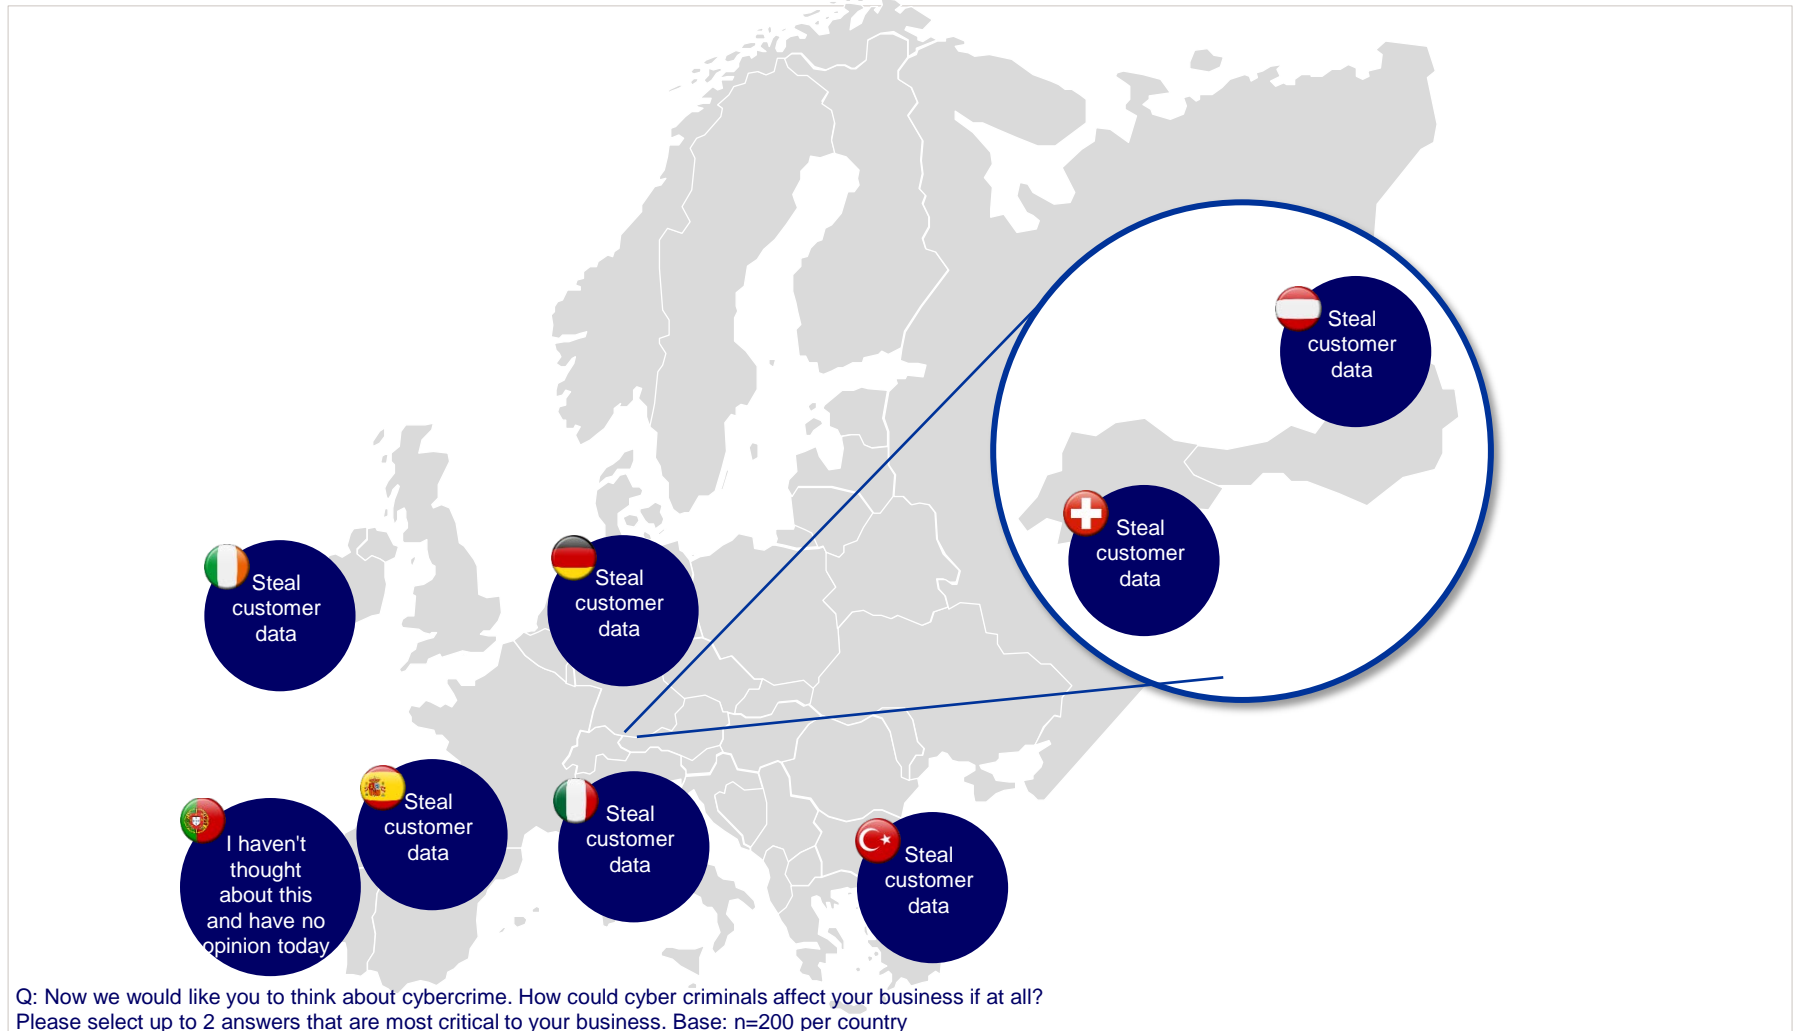 Steal
customer
data
Steal
customer
data
Steal
customer
data
Steal
customer
data
I haven't
thought
about this
and have no
opinion today
Steal
customer
data
Steal
customer
data
Steal
customer
data
Q: Now we would like you to think about cybercrime. How could cyber criminals affect your business if at all?
Please select up to 2 answers that are most critical to your business. Base: n=200 per country